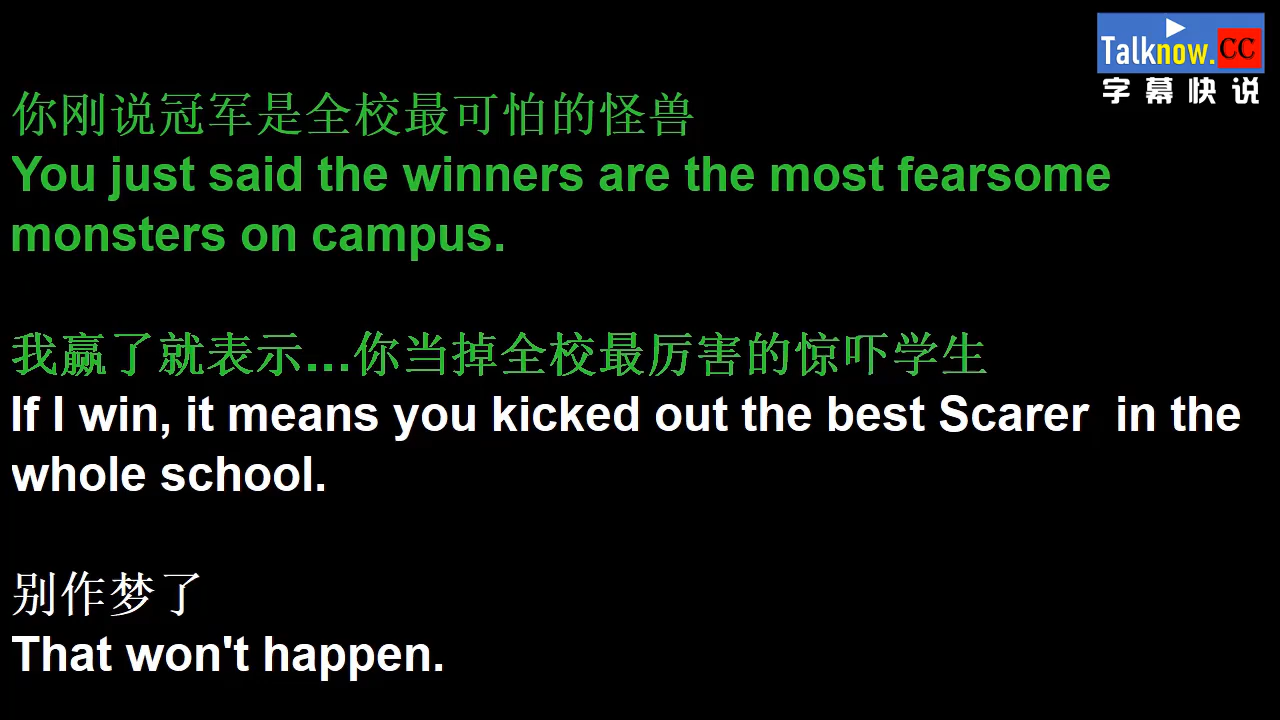 Talknow.CC
字幕快说
你刚说冠军是全校最可怕的怪兽
You just said the winners are the most fearsome
monsters on campus.
我赢了就表示...你当掉全校最厉害的惊吓学生
If I win, it means you kicked out the best Scarer in the
whole school.
别作梦了
That won't happen.